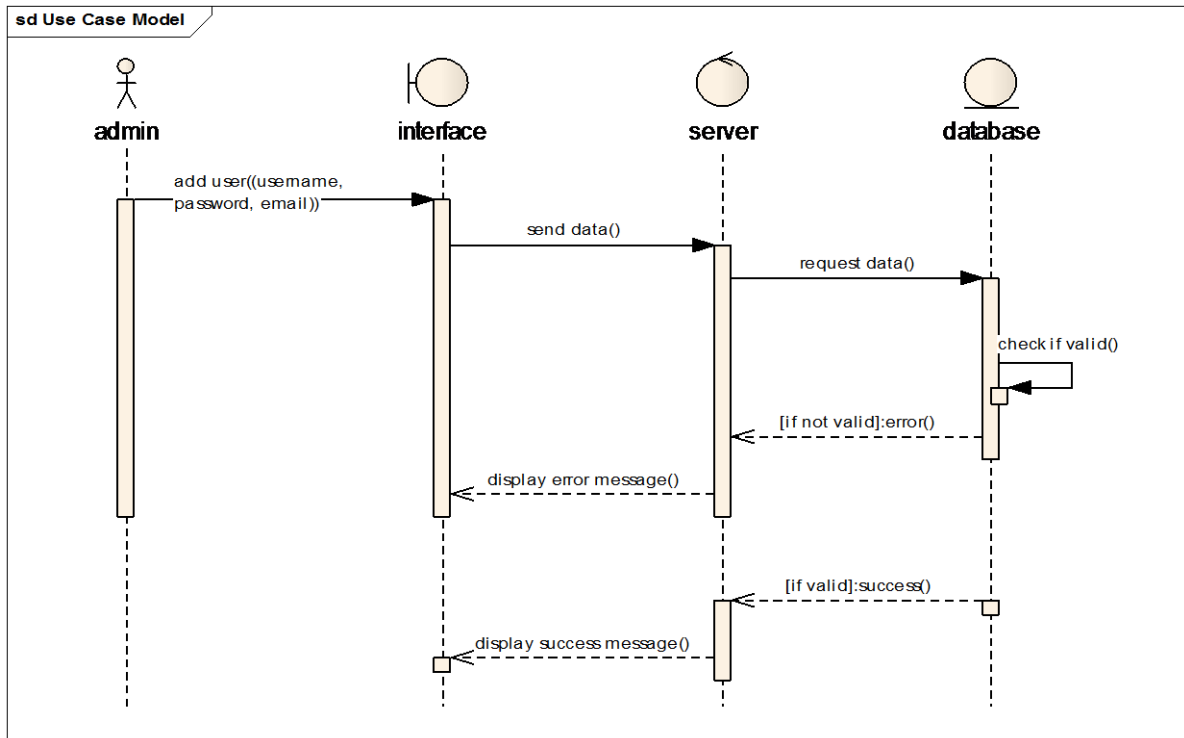 sd Use Case Model
admin
interface
server
database
add user((username,
password, email))
send data()
request data()
check if valid()
[if not valid]:error()
display error message()
[if valid]:success()
display success message()